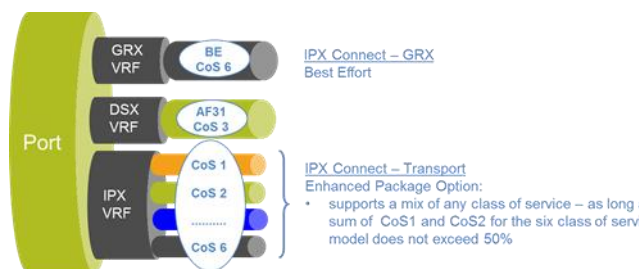 Port
GRX
VRF
BE
CoS 6
IPX Connect – GRX
Best Effort
DSX
VRF
AF31
CoS 3
IPX
VRF
CoS 1
CoS 2
..........
CoS 6
IPX Connect – Transport
Enhanced Package Option:
• supports a mix of any class of service – as long
sum of CoS1 and CoS2 for the six class of
model does not exceed 50%